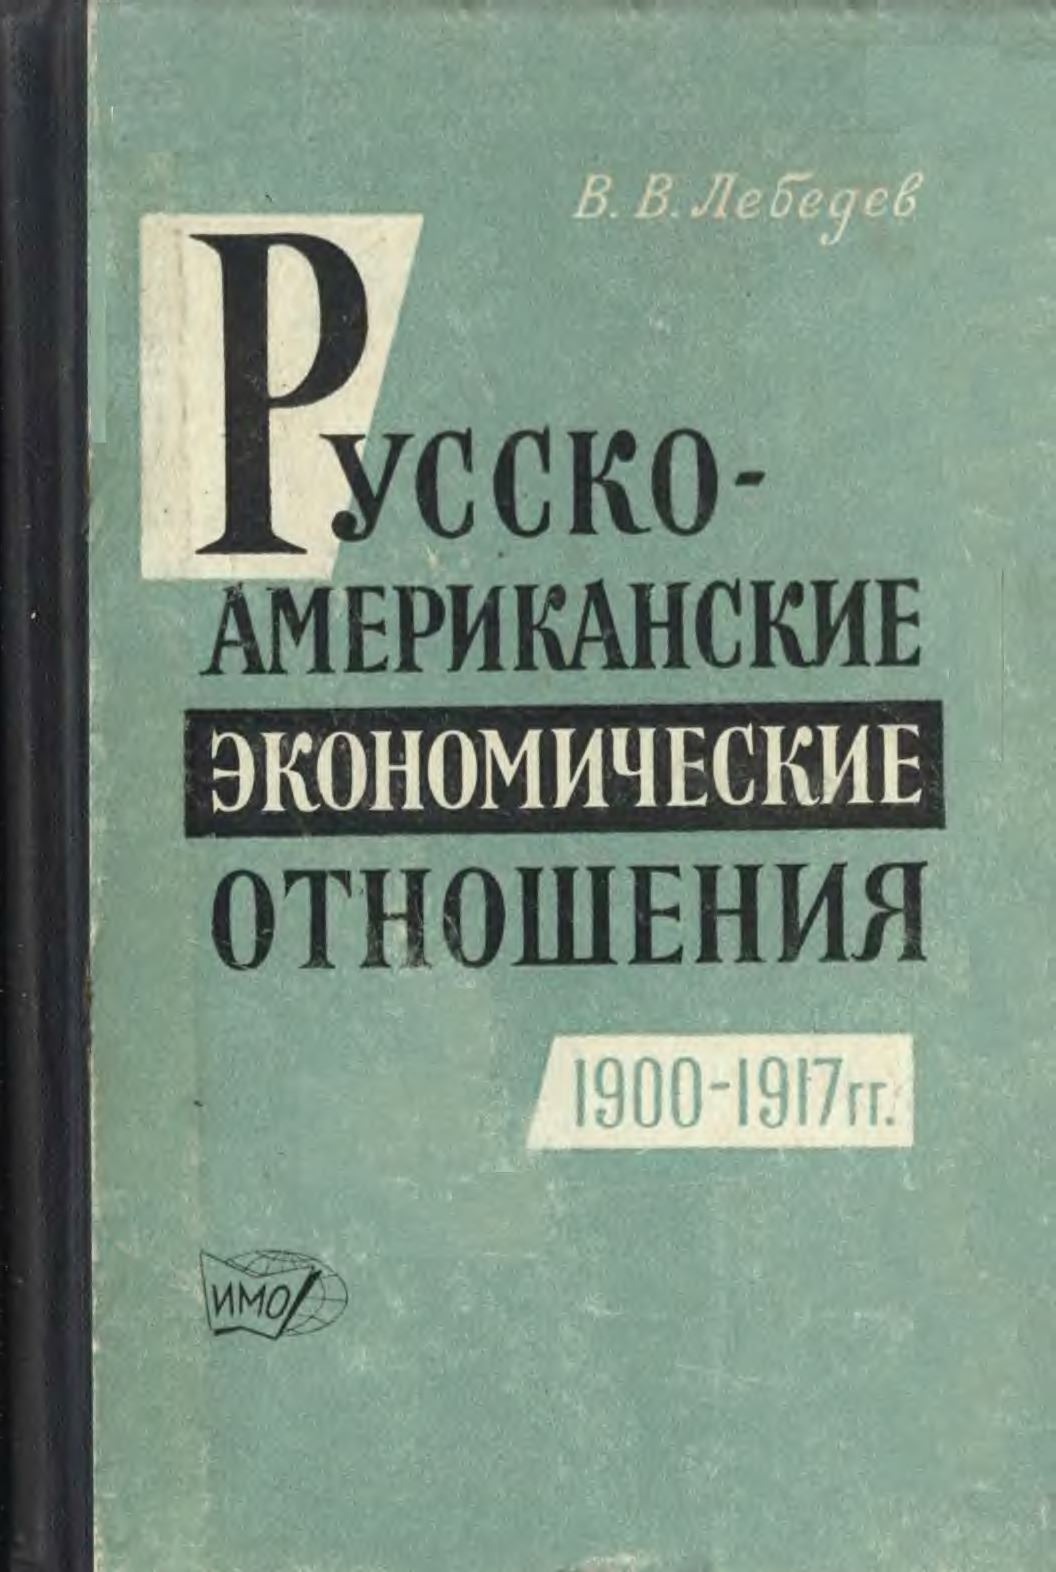 В. В. Лебедев
РУССКО-
АМЕРИКАНСКИЕ
ЭКОНОМИЧЕСКИЕ
ОТНОШЕНИЯ
1900-1917 гг.
ИМО